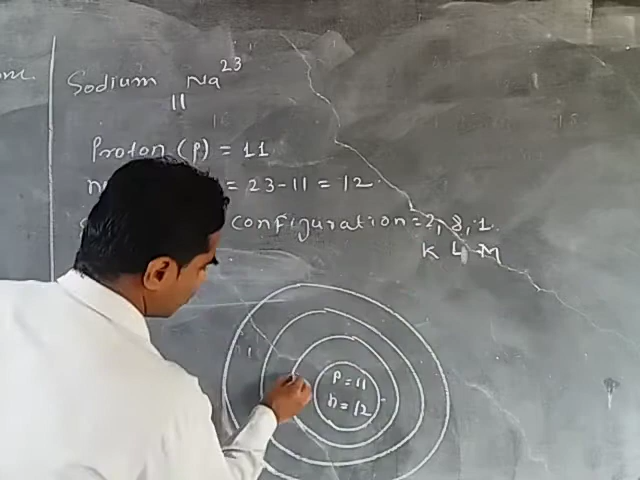 Sodium 11 Na 23
Proton (p) = 11
= 23-11 = 12
configuration = 2, 8, 1.
K L M
P = 11
n = 12